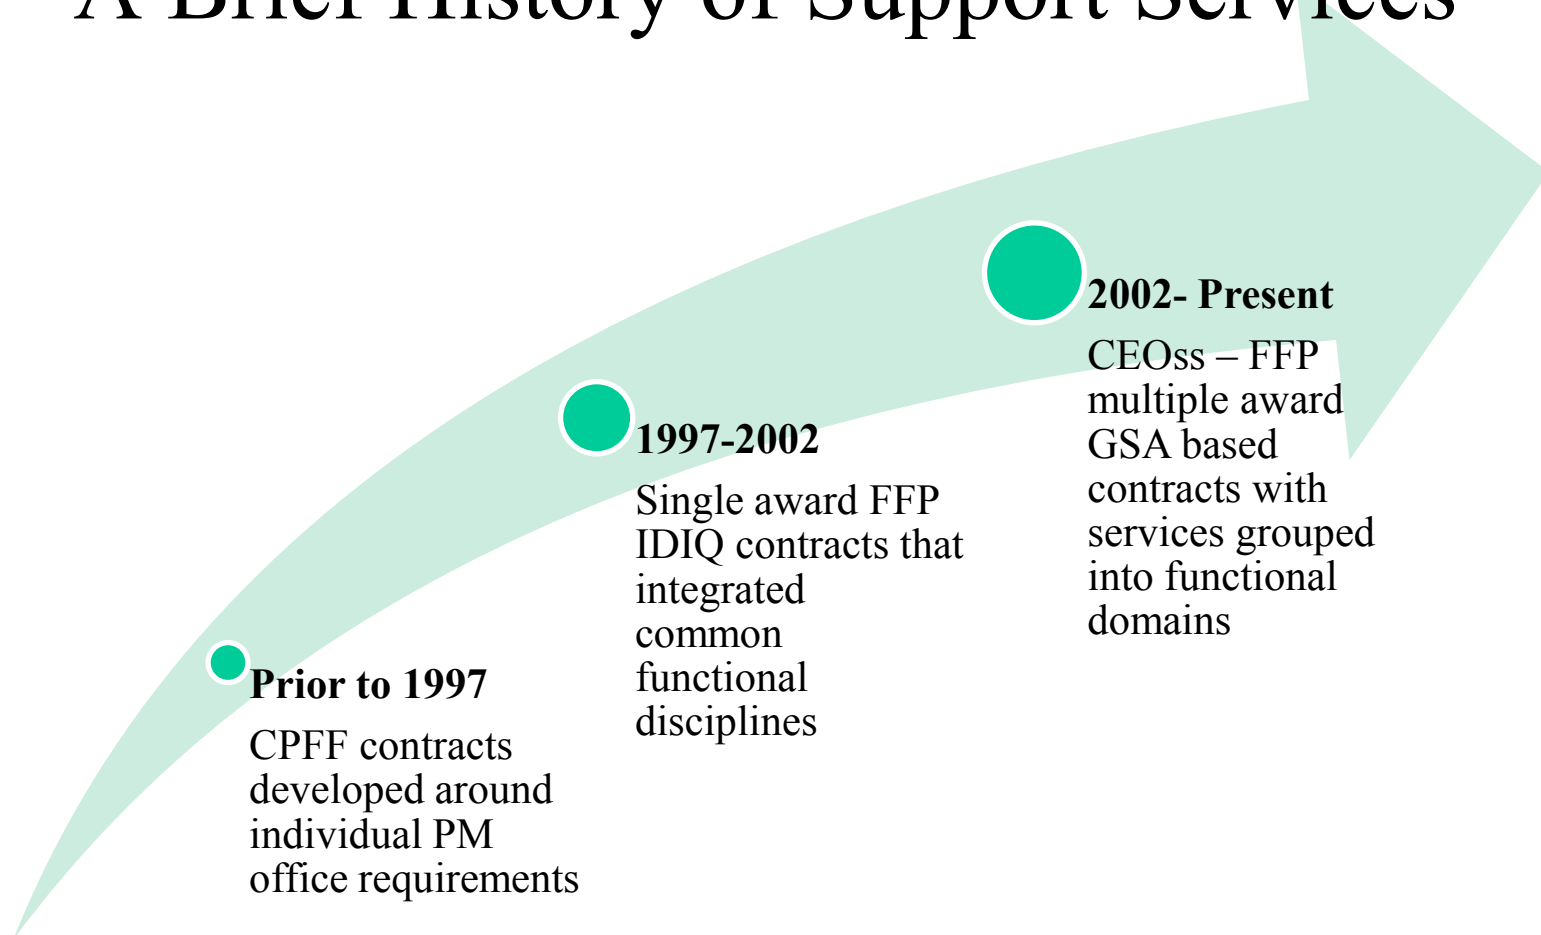 A Brief History of Support Services
2002- Present
CEOss – FFP
multiple award
GSA based
contracts with
services grouped
into functional
domains
1997-2002
Single award FFP
IDIQ contracts that
integrated
common
functional
disciplines
Prior to 1997
CPFF contracts
developed around
individual PM
office requirements